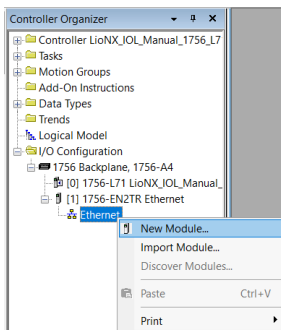 Controller Organizer
Controller LioNX_IOL_Manual_1756_L7
Tasks
Motion Groups
Add-On Instructions
Data Types
Trends
Logical Model
I/O Configuration
1756 Backplane, 1756-A4
[0] 1756-L71 LioNX_IOL_Manual_
[1] 1756-EN2TR Ethernet
Ethernet
New Module...
Import Module...
Discover Modules...
Paste Ctrl+V
Print